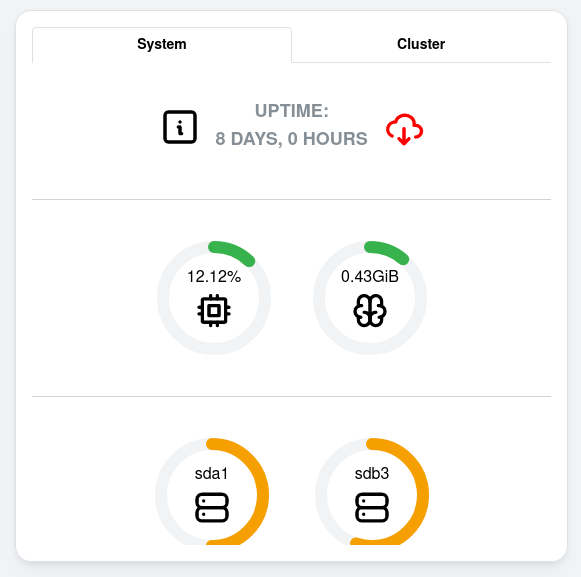 System
Cluster
UPTIME:
8 DAYS, 0 HOURS
12.12%
0.43GiB
sda1
sdb3